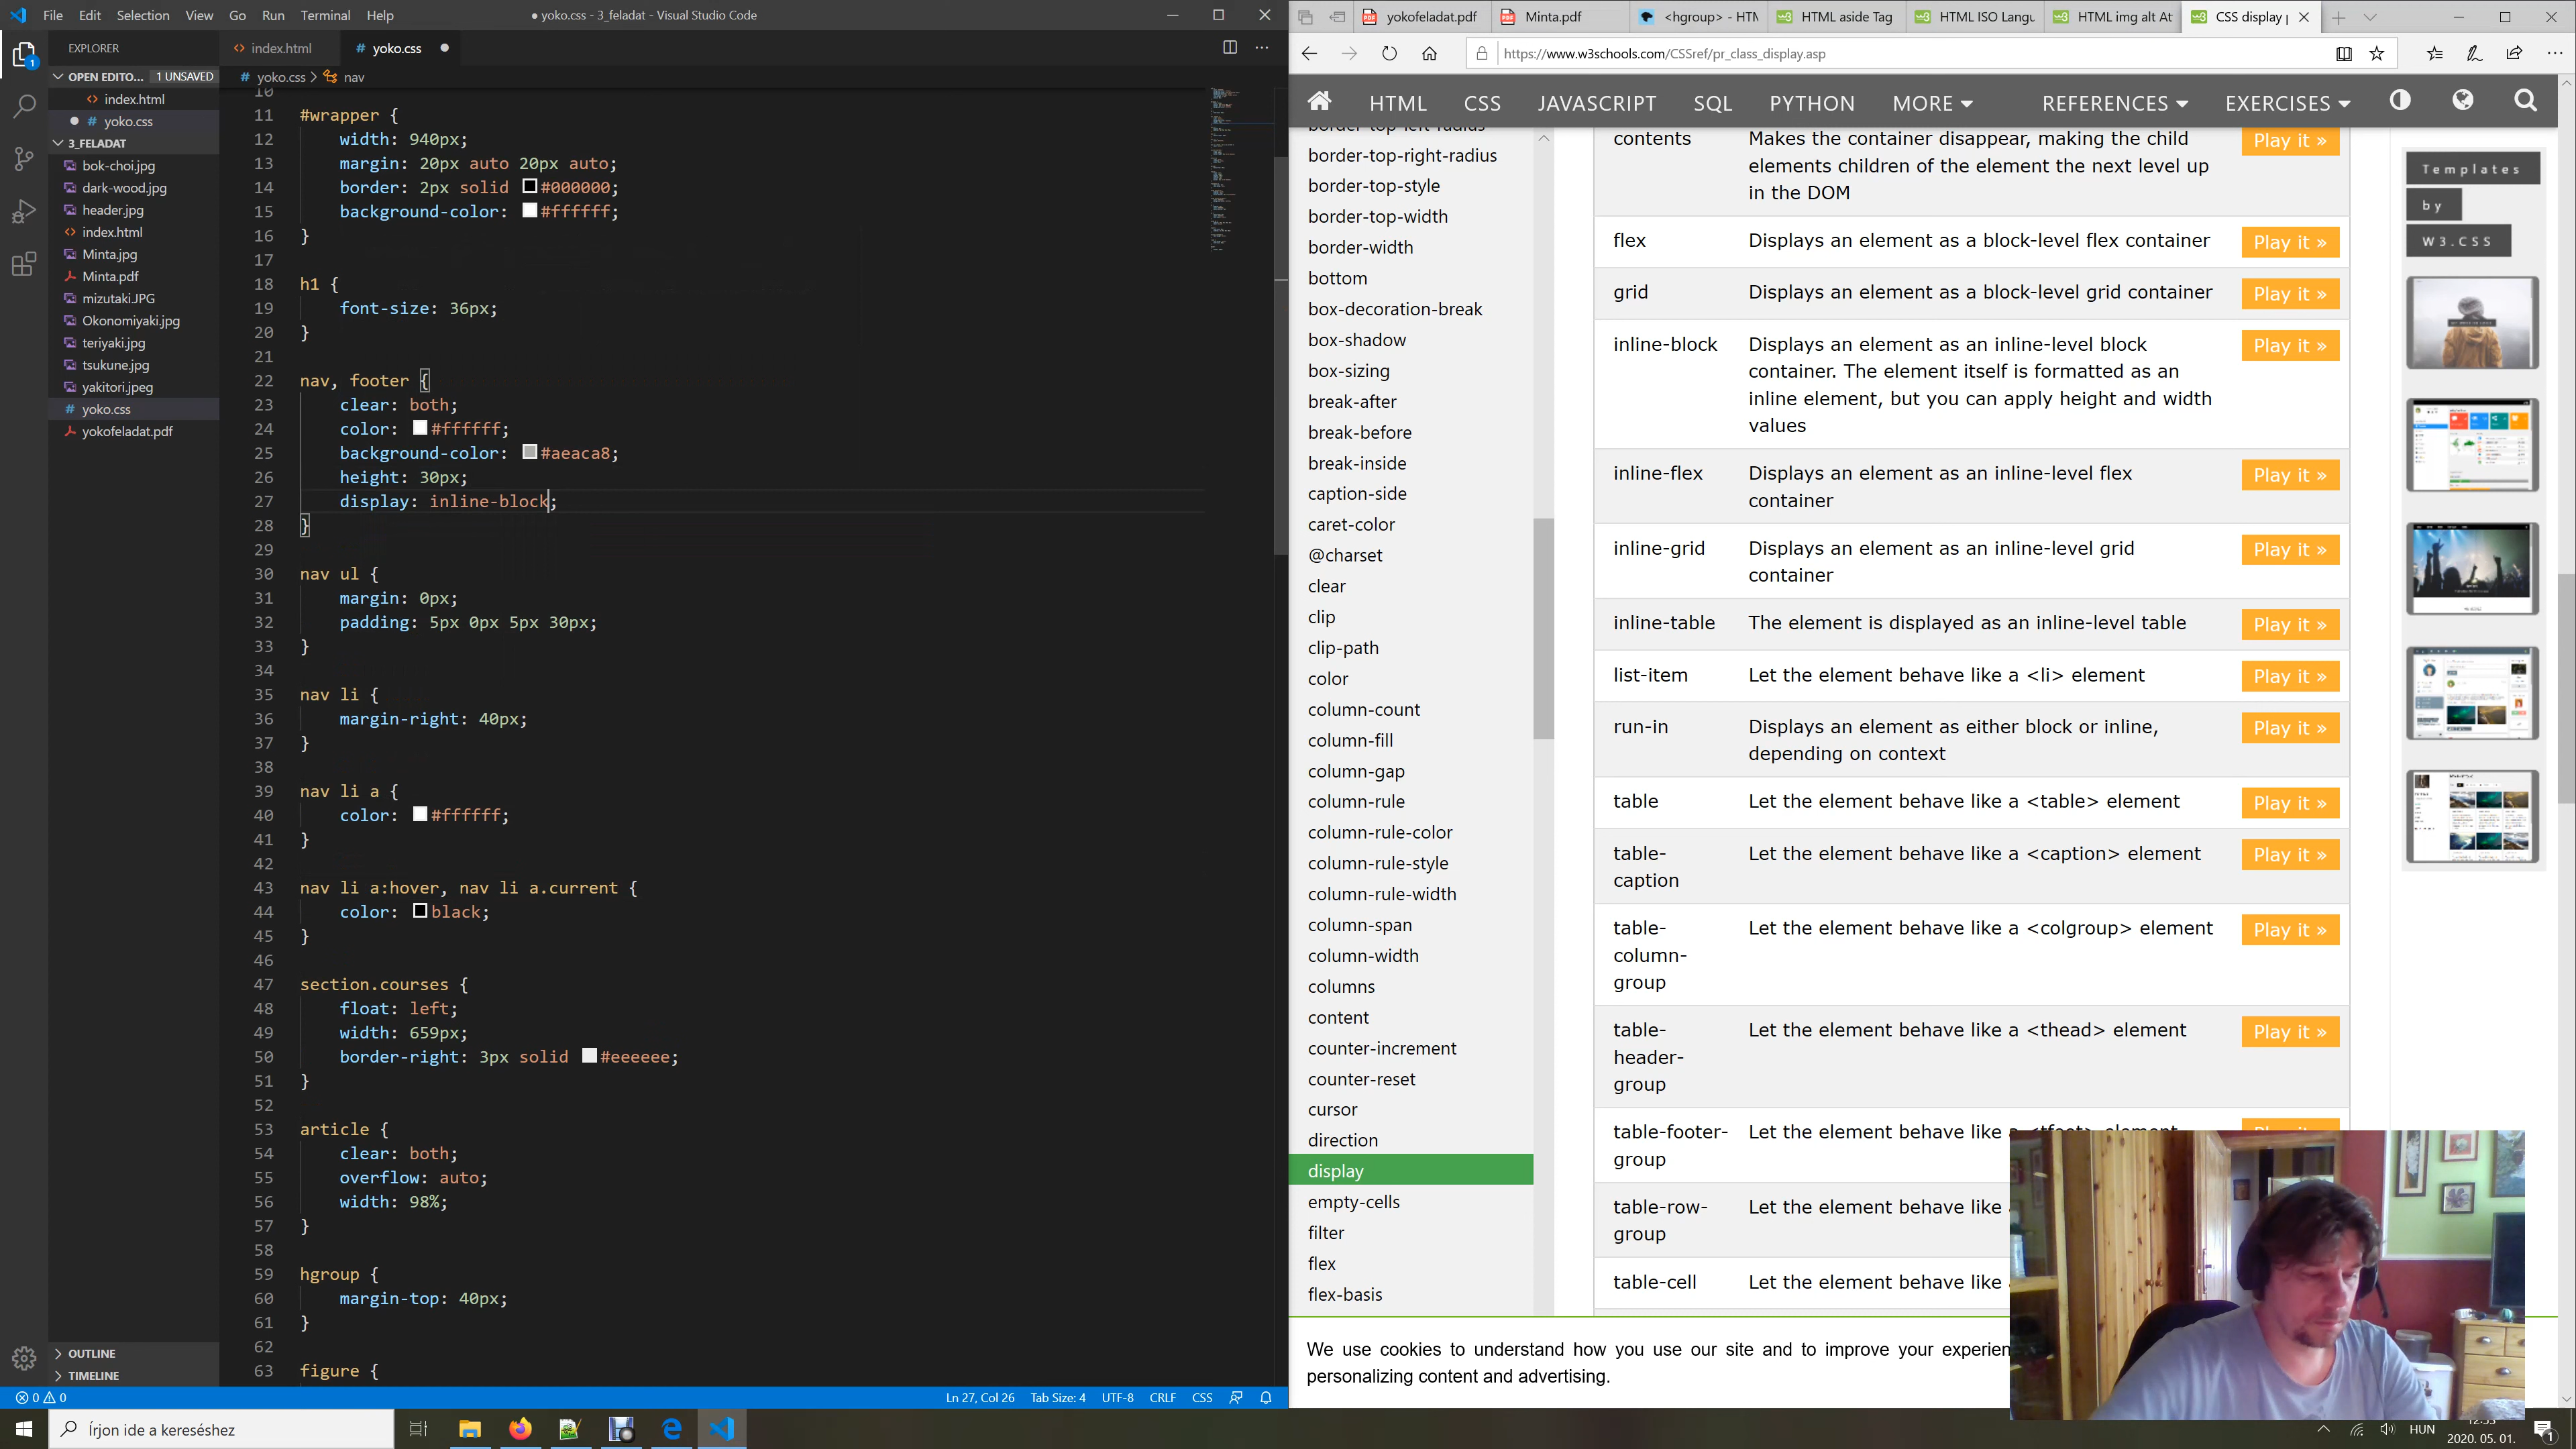 File Edit Selection View Go Run Terminal Help
● yoko.css - 3_feladat - Visual Studio Code
EXPLORER
OPEN EDITO... 1 UNSAVED
index.html
yoko.css
3_FELADAT
bok-choi.jpg
dark-wood.jpg
header.jpg
index.html
Minta.jpg
Minta.pdf
mizutaki.JPG
Okonomiyaki.jpg
teriyaki.jpg
tsukune.jpg
yakitori.jpeg
yoko.css
yokofeladat.pdf
OUTLINE
TIMELINE
index.html
# yoko.css
# yoko.css > nav
10
11 #wrapper {
12 width: 940px;
13 margin: 20px auto 20px auto;
14 border: 2px solid #000000;
15 background-color: #ffffff;
16 }
17
18 h1 {
19 font-size: 36px;
20 }
21
22 nav, footer {
23 clear: both;
24 color: #ffffff;
25 background-color: #aeaca8;
26 height: 30px;
27 display: inline-block;
28 }
29
30 nav ul {
31 margin: 0px;
32 padding: 5px 0px 5px 30px;
33 }
34
35 nav li {
36 margin-right: 40px;
37 }
38
39 nav li a {
40 color: #ffffff;
41 }
42
43 nav li a:hover, nav li a.current {
44 color: black;
45 }
46
47 section.courses {
48 float: left;
49 width: 659px;
50 border-right: 3px solid #eeeeee;
51 }
52
53 article {
54 clear: both;
55 overflow: auto;
56 width: 98%;
57 }
58
59 hgroup {
60 margin-top: 40px;
61 }
62
63 figure {
0 0
Ln 27, Col 26 Tab Size: 4 UTF-8 CRLF CSS
yokofeladat.pdf
Minta.pdf
<hgroup> - HTM
HTML aside Tag
HTML ISO Langu
HTML img alt At
CSS display p
https://www.w3schools.com/CSSref/pr_class_display.asp
HTML CSS JAVASCRIPT SQL PYTHON MORE REFERENCES EXERCISES
border-top-left-radius
border-top-right-radius
border-top-style
border-top-width
border-width
bottom
box-decoration-break
box-shadow
box-sizing
break-after
break-before
break-inside
caption-side
caret-color
@charset
clear
clip
clip-path
color
column-count
column-fill
column-gap
column-rule
column-rule-color
column-rule-style
column-rule-width
column-span
column-width
columns
content
counter-increment
counter-reset
cursor
direction
display
empty-cells
filter
flex
flex-basis
contents Makes the container disappear, making the child Play it »
elements children of the element the next level up
in the DOM
flex Displays an element as a block-level flex container Play it »
grid Displays an element as a block-level grid container Play it »
inline-block Displays an element as an inline-level block Play it »
container. The element itself is formatted as an
inline element, but you can apply height and width
values
inline-flex Displays an element as an inline-level flex Play it »
container
inline-grid Displays an element as an inline-level grid Play it »
container
inline-table The element is displayed as an inline-level table Play it »
list-item Let the element behave like a <li> element Play it »
run-in Displays an element as either block or inline, Play it »
depending on context
table Let the element behave like a <table> element Play it »
table- Let the element behave like a <caption> element Play it »
caption
table- Let the element behave like a <colgroup> element Play it »
column-
group
table- Let the element behave like a <thead> element Play it »
header-
group
table-footer- Let the element behave like a <tfoot> element
group
table-row- Let the element behave like
group
table-cell Let the element behave like
Templates
by
W3.CSS
We use cookies to understand how you use our site and to improve your experien
personalizing content and advertising.
Írjon ide a kereséshez
HUN
2020. 05. 01.
1